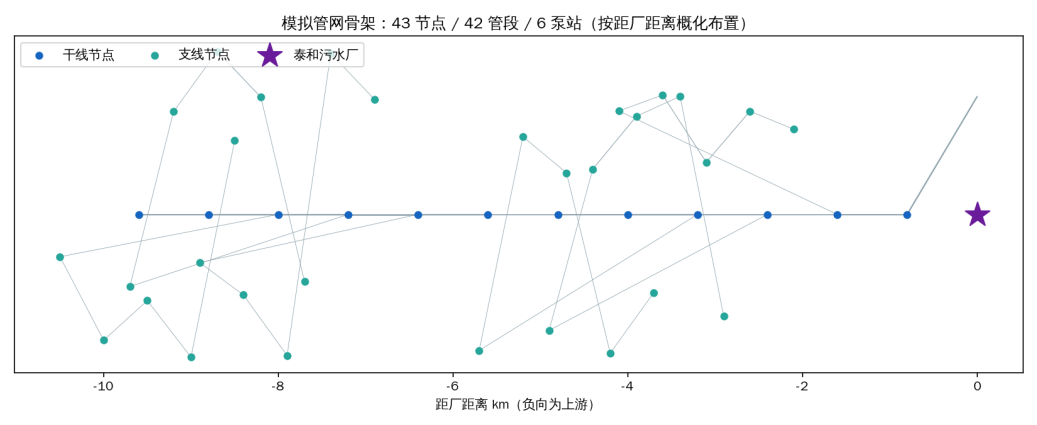 模拟管网骨架：43 节点 / 42 管段 / 6 泵站（按距厂距离概化布置）
干线节点 支线节点 泰和污水厂
-10 -8 -6 -4 -2 0
距厂距离 km（负向为上游）